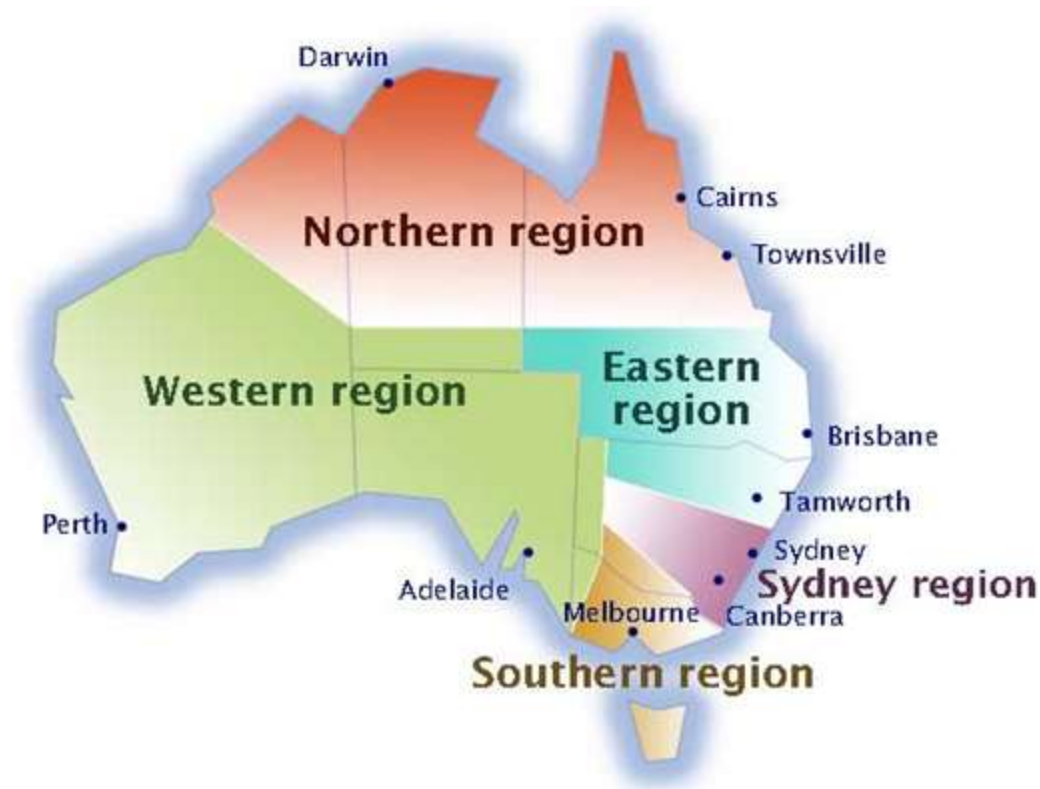 Darwin
Cairns
Northern region
Townsville
Eastern
region
Western region
Brisbane
Tamworth
Perth
Sydney
Adelaide
Sydney region
Melbourne
Canberra
Southern region